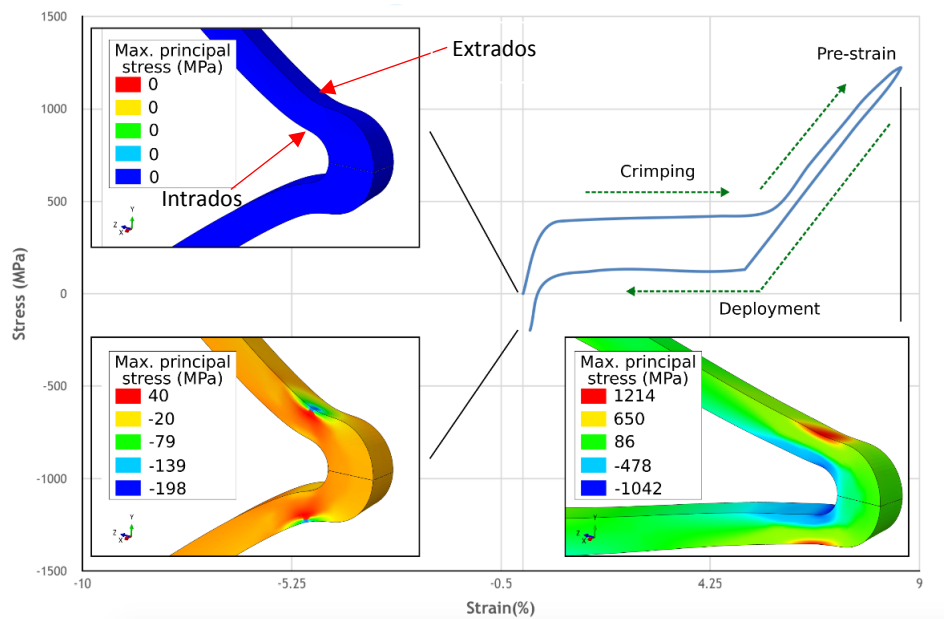 1500
1000
500
0
-500
-1000
-1500
Stress (MPa)
-10
-5.25
-0.5
4.25
9
Strain(%)
Max. principal
stress (MPa)
0
0
0
0
0
Extrados
Intrados
Y
Z
X
Pre-strain
Crimping
Deployment
Max. principal
stress (MPa)
40
-20
-79
-139
-198
Y
Z
X
Max. principal
stress (MPa)
1214
650
86
-478
-1042
Y
Z
X